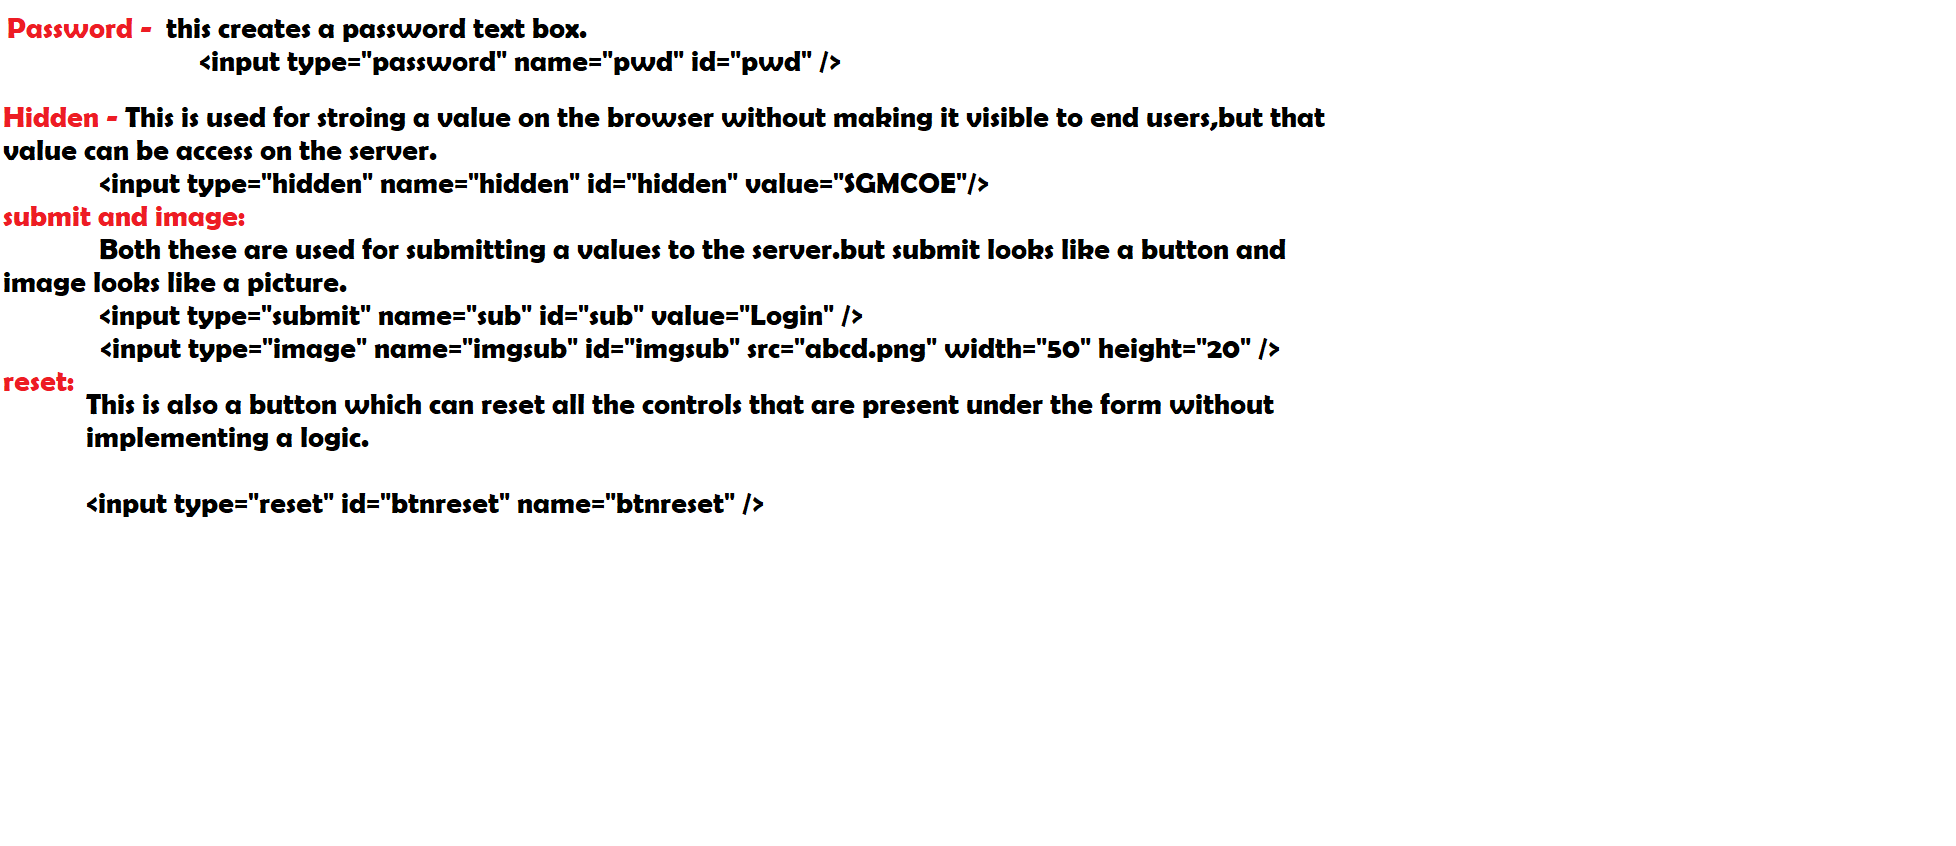 Password -  this creates a password text box.
<input type="password" name="pwd" id="pwd" />
Hidden - This is used for stroing a value on the browser without making it visible to end users,but that
value can be access on the server.
<input type="hidden" name="hidden" id="hidden" value="SGMCOE"/>
submit and image:
Both these are used for submitting a values to the server.but submit looks like a button and
image looks like a picture.
<input type="submit" name="sub" id="sub" value="Login" />
<input type="image" name="imgsub" id="imgsub" src="abcd.png" width="50" height="20" />
reset:
This is also a button which can reset all the controls that are present under the form without
implementing a logic.
<input type="reset" id="btnreset" name="btnreset" />